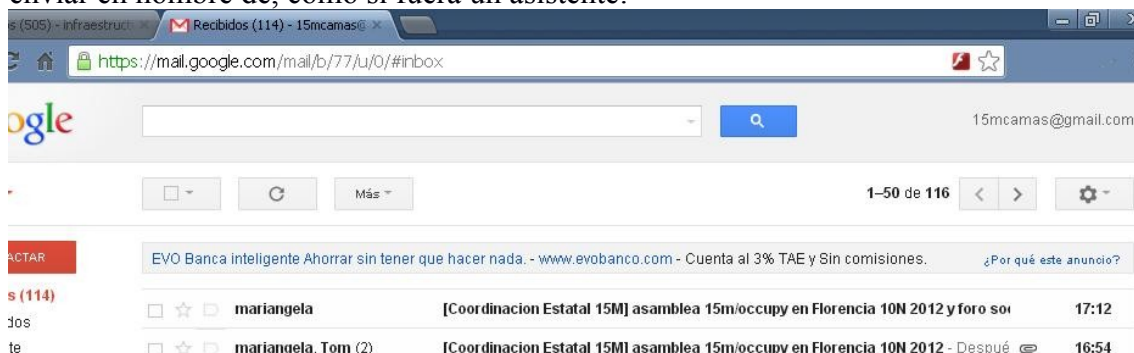 enviar en nombre de, como si fuera un asistente.
s (505) - infraestruct
Recibidos (114) - 15mcamas@
https://mail.google.com/mail/b/77/u/0/#inbox
ogle
15mcamas@gmail.com
Más
1–50 de 116
ACTAR
EVO Banca inteligente Ahorrar sin tener que hacer nada. - www.evobanco.com - Cuenta al 3% TAE y Sin comisiones.
¿Por qué este anuncio?
s (114)
mariangela [Coordinacion Estatal 15M] asamblea 15m/occupy en Florencia 10N 2012 y foro so 17:12
dos
te
mariangela, Tom (2) [Coordinacion Estatal 15M] asamblea 15m/occupy en Florencia 10N 2012 - Despué 16:54